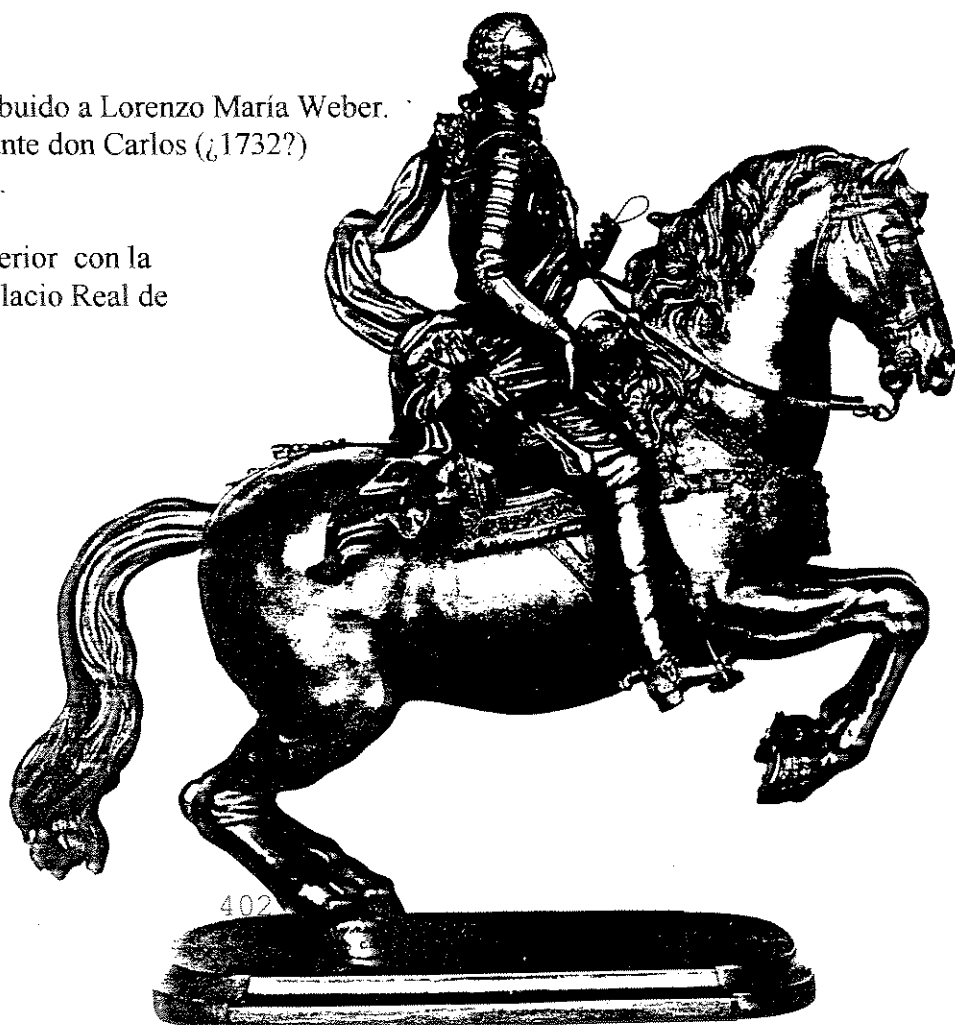 buido a Lorenzo María Weber.
nte don Carlos (¿1732?)
.
erior con la
lacio Real de
402